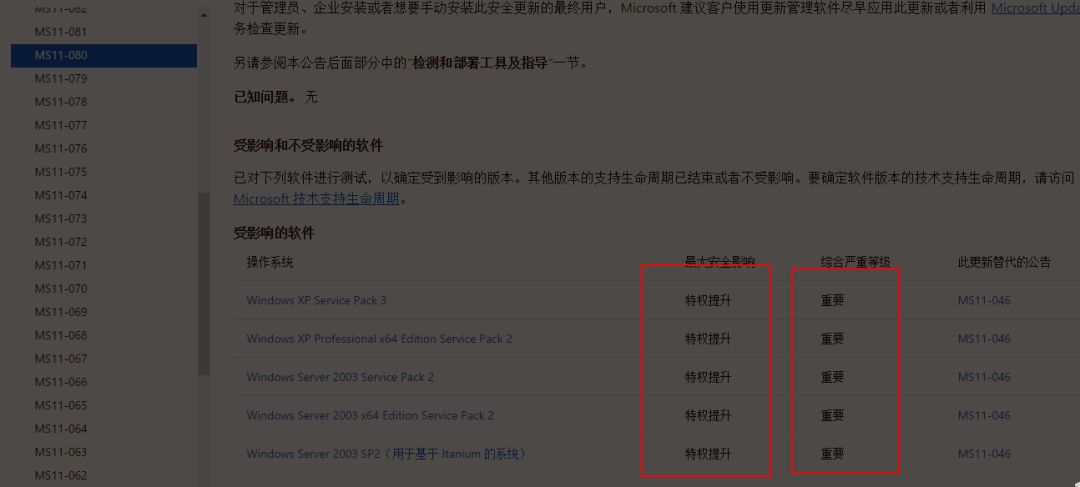 MS11-082
MS11-081
MS11-080
MS11-079
MS11-078
MS11-077
MS11-076
MS11-075
MS11-074
MS11-073
MS11-072
MS11-071
MS11-070
MS11-069
MS11-068
MS11-067
MS11-066
MS11-065
MS11-064
MS11-063
MS11-062
对于管理员、企业安装或者想要手动安装此安全更新的最终用户，Microsoft 建议客户使用更新管理软件尽早应用此更新或者利用 Microsoft Upda
务检查更新。
另请参阅本公告后面部分中的“检测和部署工具及指导”一节。
已知问题。 无
受影响和不受影响的软件
已对下列软件进行测试，以确定受到影响的版本。其他版本的支持生命周期已结束或者不受影响。要确定软件版本的技术支持生命周期，请访问
Microsoft 技术支持生命周期。
受影响的软件
操作系统 最大安全影响 综合严重等级 此更新替代的公告
Windows XP Service Pack 3 特权提升 重要 MS11-046
Windows XP Professional x64 Edition Service Pack 2 特权提升 重要 MS11-046
Windows Server 2003 Service Pack 2 特权提升 重要 MS11-046
Windows Server 2003 x64 Edition Service Pack 2 特权提升 重要 MS11-046
Windows Server 2003 SP2（用于基于 Itanium 的系统） 特权提升 重要 MS11-046